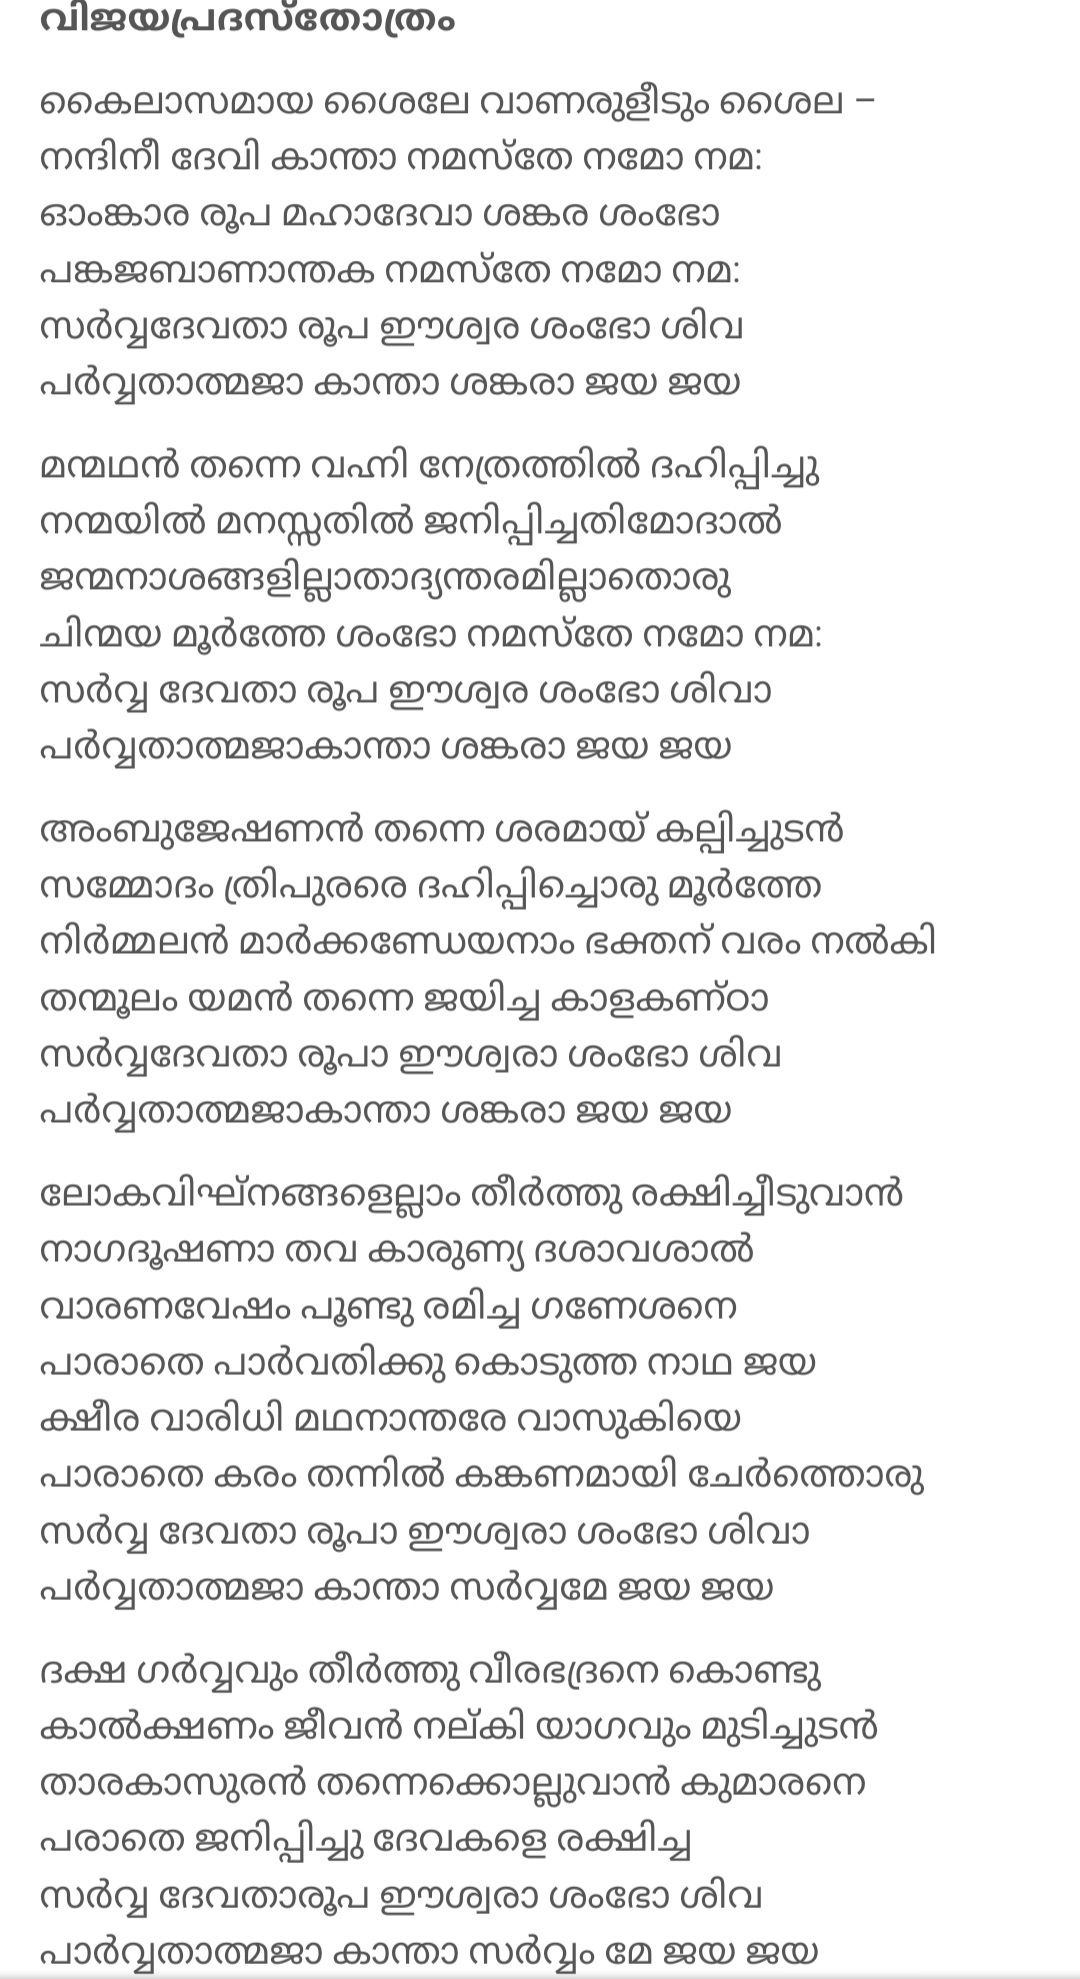 വിജയപ്രദസ്തോത്രം
കൈലാസമായ ശൈലേ വാണരുളീടും ശൈല –
നന്ദിനീ ദേവി കാന്താ നമസ്തേ നമോ നമ:
ഓംങ്കാര രൂപ മഹാദേവാ ശങ്കര ശംഭോ
പങ്കജബാണാന്തക നമസ്തേ നമോ നമ:
സർവ്വദേവതാ രൂപ ഈശ്വര ശംഭോ ശിവ
പർവ്വതാത്മജാ കാന്താ ശങ്കരാ ജയ ജയ
മന്മഥൻ തന്നെ വഹ്നി നേത്രത്തിൽ ദഹിപ്പിച്ചു
നന്മയിൽ മനസ്സതിൽ ജനിപ്പിച്ചതിമോദാൽ
ജന്മനാശങ്ങളില്ലാതാദ്യന്തരമില്ലാതൊരു
ചിന്മയ മൂർത്തേ ശംഭോ നമസ്തേ നമോ നമ:
സർവ്വ ദേവതാ രൂപ ഈശ്വര ശംഭോ ശിവാ
പർവ്വതാത്മജാകാന്താ ശങ്കരാ ജയ ജയ
അംബുജേഷണൻ തന്നെ ശരമായ് കല്പിച്ചുടൻ
സമ്മോദം ത്രിപുരരെ ദഹിപ്പിച്ചൊരു മൂർത്തേ
നിർമ്മലൻ മാർക്കണ്ഡേയനാം ഭക്തന് വരം നൽകി
തന്മൂലം യമൻ തന്നെ ജയിച്ച കാളകണ്ഠാ
സർവ്വദേവതാ രൂപാ ഈശ്വരാ ശംഭോ ശിവ
പർവ്വതാത്മജാകാന്താ ശങ്കരാ ജയ ജയ
ലോകവിഘ്നങ്ങളെല്ലാം തീർത്തു രക്ഷിച്ചീടുവാൻ
നാഗദൂഷണാ തവ കാരുണ്യ ദശാവശാൽ
വാരണവേഷം പൂണ്ടു രമിച്ച ഗണേശനെ
പാരാതെ പാർവതിക്കു കൊടുത്ത നാഥ ജയ
ക്ഷീര വാരിധി മഥനാന്തരേ വാസുകിയെ
പാരാതെ കരം തന്നിൽ കങ്കണമായി ചേർത്തൊരു
സർവ്വ ദേവതാ രൂപാ ഈശ്വരാ ശംഭോ ശിവാ
പർവ്വതാത്മജാ കാന്താ സർവ്വമേ ജയ ജയ
ദക്ഷ ഗർവ്വവും തീർത്തു വീരഭദ്രനെ കൊണ്ടു
കാൽക്ഷണം ജീവൻ നല്കി യാഗവും മുടിച്ചുടൻ
താരകാസുരൻ തന്നെക്കൊല്ലുവാൻ കുമാരനെ
പരാതെ ജനിപ്പിച്ചു ദേവകളെ രക്ഷിച്ച
സർവ്വ ദേവതാരൂപ ഈശ്വരാ ശംഭോ ശിവ
പാർവ്വതാത്മജാ കാന്താ സർവ്വം മേ ജയ ജയ